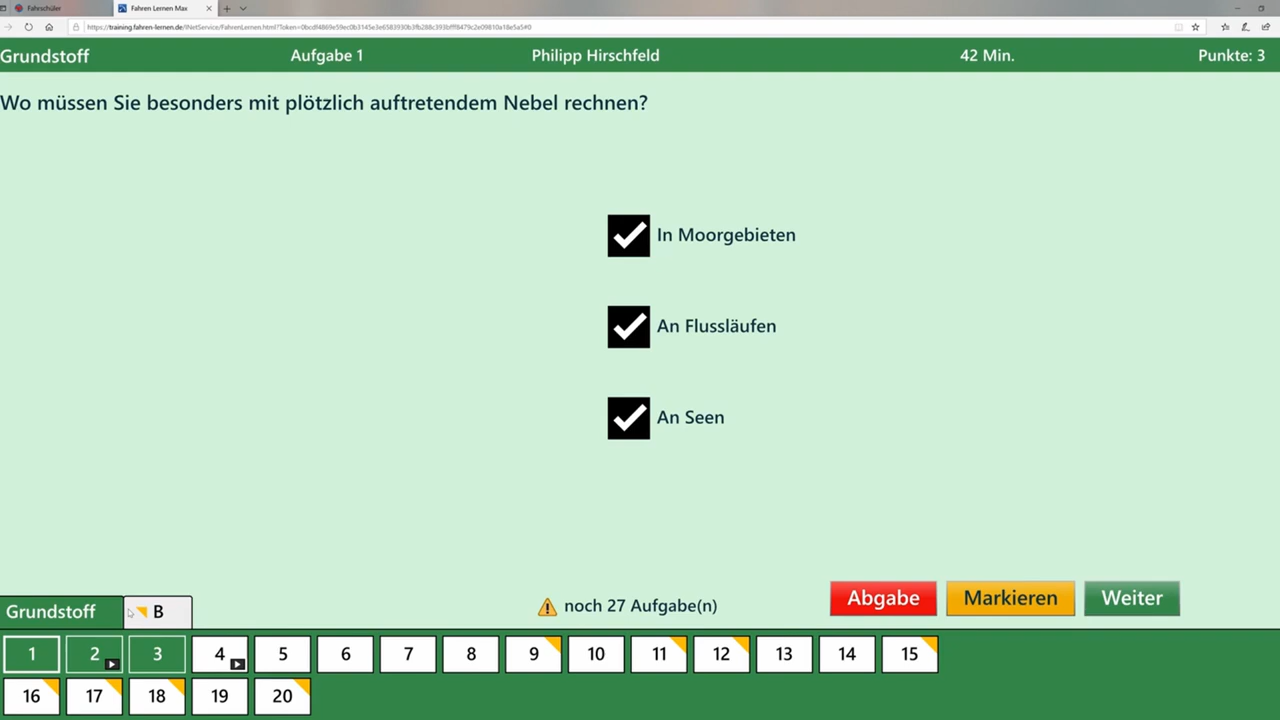 Fahrschüler
Fahren Lernen Max
Grundstoff Aufgabe 1 Philipp Hirschfeld 42 Min. Punkte: 3
Wo müssen Sie besonders mit plötzlich auftretendem Nebel rechnen?
In Moorgebieten
An Flussläufen
An Seen
Abgabe Markieren Weiter
Grundstoff B noch 27 Aufgabe(n)
1 2 3 4 5 6 7 8 9 10 11 12 13 14 15
16 17 18 19 20